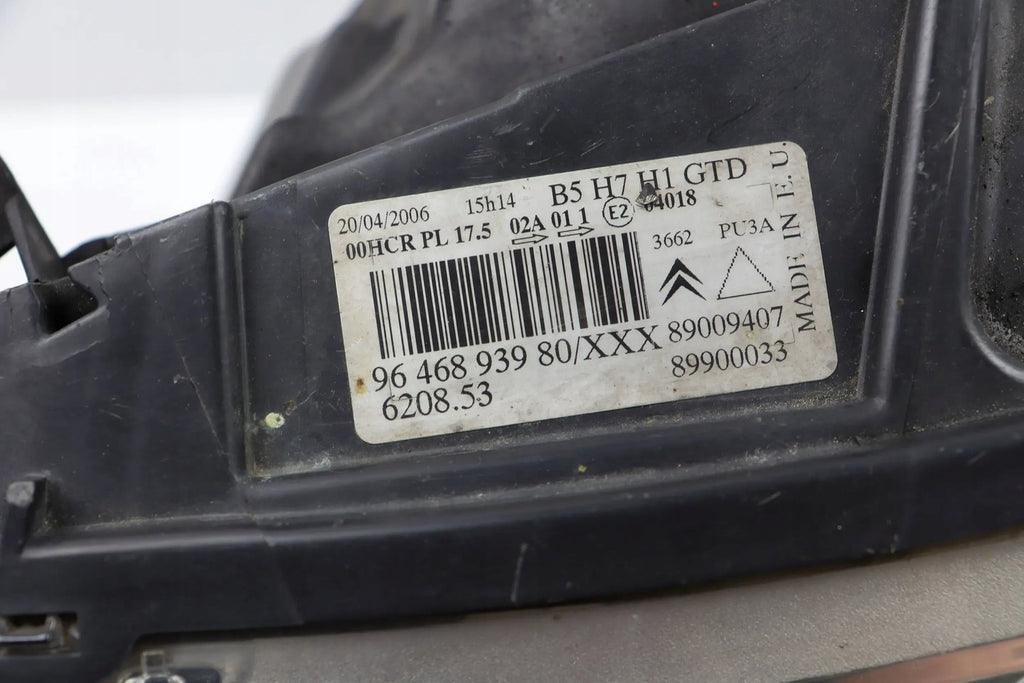 20/04/2006 15h14 B5 H7 H1 GTD
00HCR PL 17.5 02A 01 1 E2 04018
3662 PU3A
96 468 939 80/XXX 89009407
6208.53 89900033
MADE IN E.U.